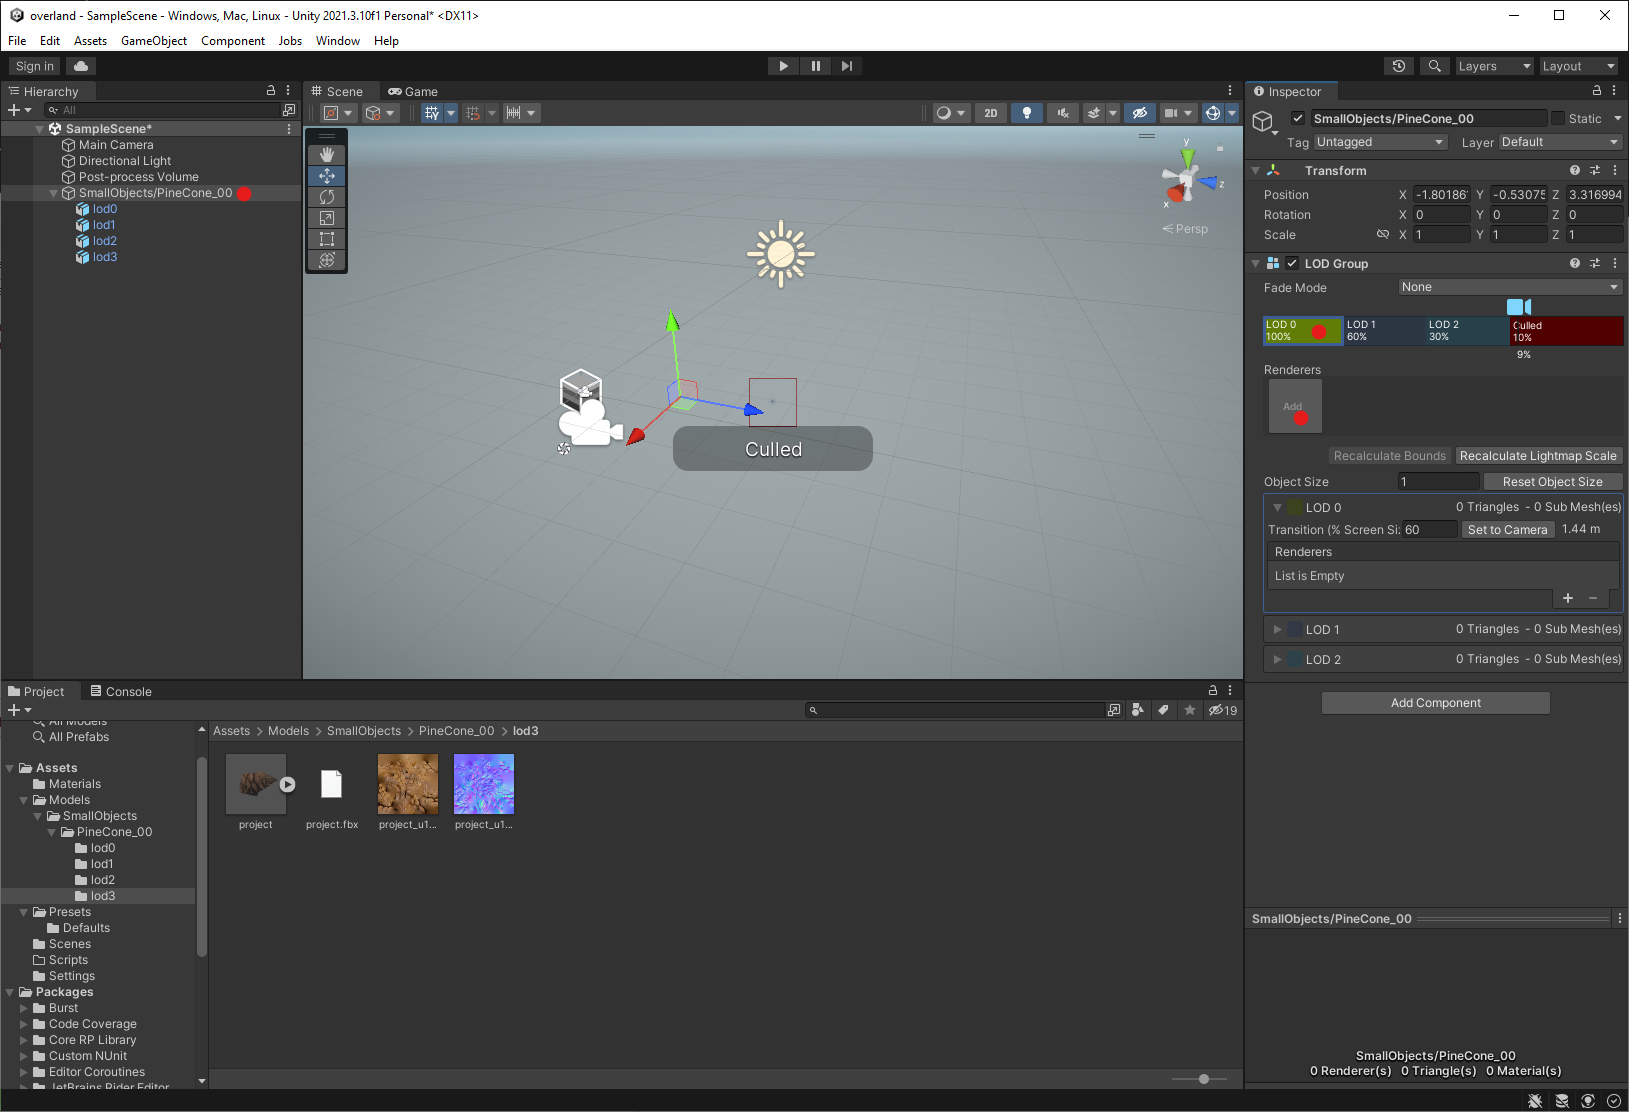 overland - SampleScene - Windows, Mac, Linux - Unity 2021.3.10f1 Personal* <DX11>
File Edit Assets GameObject Component Jobs Window Help
Sign in
Layers
Layout
Hierarchy
All
SampleScene*
Main Camera
Directional Light
Post-process Volume
SmallObjects/PineCone_00
lod0
lod1
lod2
lod3
Scene
Game
2D
y
z
x
Persp
Culled
Inspector
SmallObjects/PineCone_00
Static
Tag Untagged Layer Default
Transform
Position X -1.80186 Y -0.53075 Z 3.316994
Rotation X 0 Y 0 Z 0
Scale X 1 Y 1 Z 1
LOD Group
Fade Mode None
LOD 0 LOD 1 LOD 2 Culled
100% 60% 30% 10%
9%
Renderers
Add
Recalculate Bounds Recalculate Lightmap Scale
Object Size 1 Reset Object Size
LOD 0 0 Triangles - 0 Sub Mesh(es)
Transition (% Screen Si: 60 Set to Camera 1.44 m
Renderers
List is Empty
+ -
LOD 1 0 Triangles - 0 Sub Mesh(es)
LOD 2 0 Triangles - 0 Sub Mesh(es)
Add Component
SmallObjects/PineCone_00
SmallObjects/PineCone_00
0 Renderer(s) 0 Triangle(s) 0 Material(s)
Project
Console
19
All Models
All Prefabs
Assets
Materials
Models
SmallObjects
PineCone_00
lod0
lod1
lod2
lod3
Presets
Defaults
Scenes
Scripts
Settings
Packages
Burst
Code Coverage
Core RP Library
Custom NUnit
Editor Coroutines
JetBrains Rider Editor
Assets > Models > SmallObjects > PineCone_00 > lod3
project
project.fbx
project_u1...
project_u1...